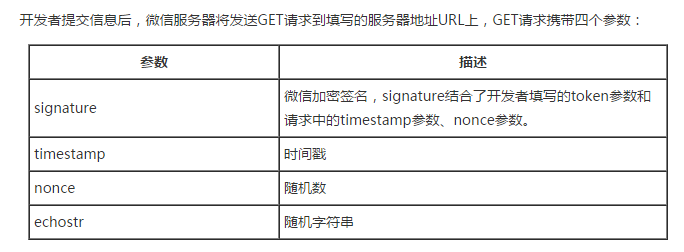 开发者提交信息后，微信服务器将发送GET请求到填写的服务器地址URL上，GET请求携带四个参数：
参数 描述
signature 微信加密签名，signature结合了开发者填写的token参数和
请求中的timestamp参数、nonce参数。
timestamp 时间戳
nonce 随机数
echostr 随机字符串